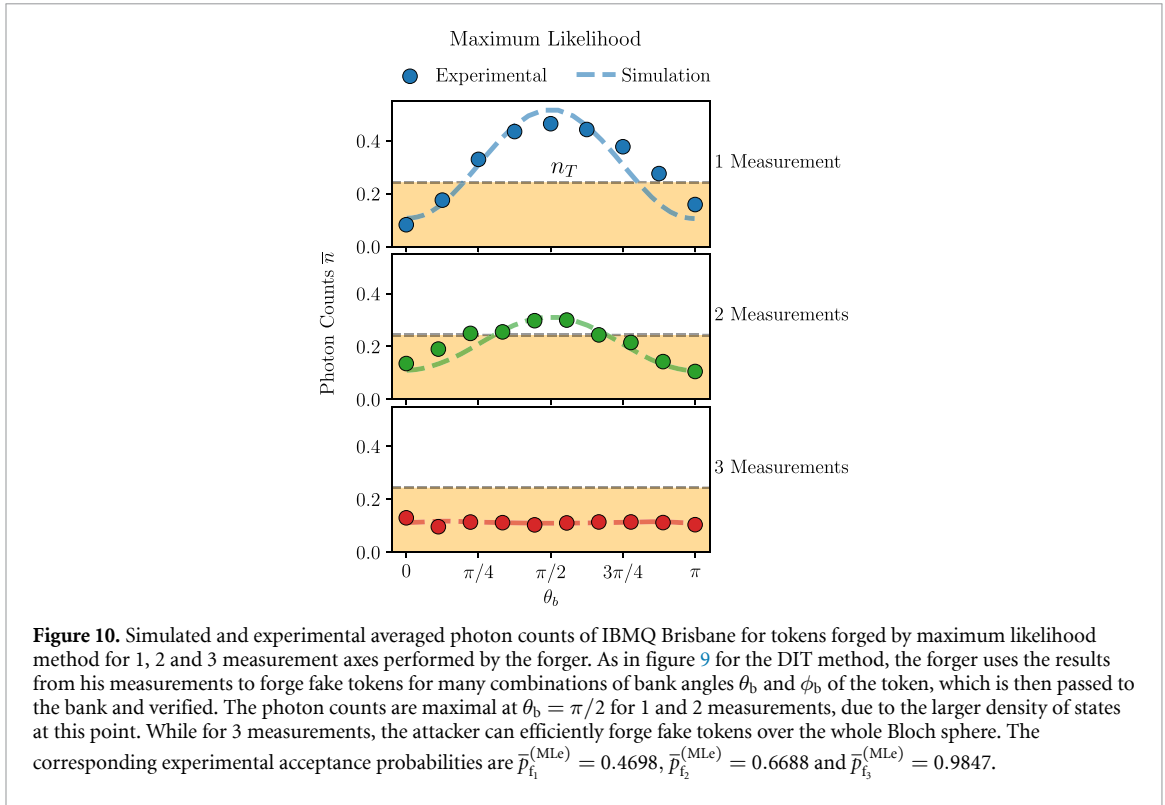 Maximum Likelihood
Experimental Simulation
0.4
0.2
0.0
n_T
1 Measurement
Photon Counts n̅
0.4
0.2
0.0
2 Measurements
0.4
0.2
0.0
3 Measurements
0 π/4 π/2 3π/4 π
θ_b
Figure 10. Simulated and experimental averaged photon counts of IBMQ Brisbane for tokens forged by maximum likelihood
method for 1, 2 and 3 measurement axes performed by the forger. As in figure 9 for the DIT method, the forger uses the results
from his measurements to forge fake tokens for many combinations of bank angles θ_b and ϕ_b of the token, which is then passed to
the bank and verified. The photon counts are maximal at θ_b = π/2 for 1 and 2 measurements, due to the larger density of states
at this point. While for 3 measurements, the attacker can efficiently forge fake tokens over the whole Bloch sphere. The
corresponding experimental acceptance probabilities are p̅_{f_1}^{(MLe)} = 0.4698, p̅_{f_2}^{(MLe)} = 0.6688 and p̅_{f_3}^{(MLe)} = 0.9847.